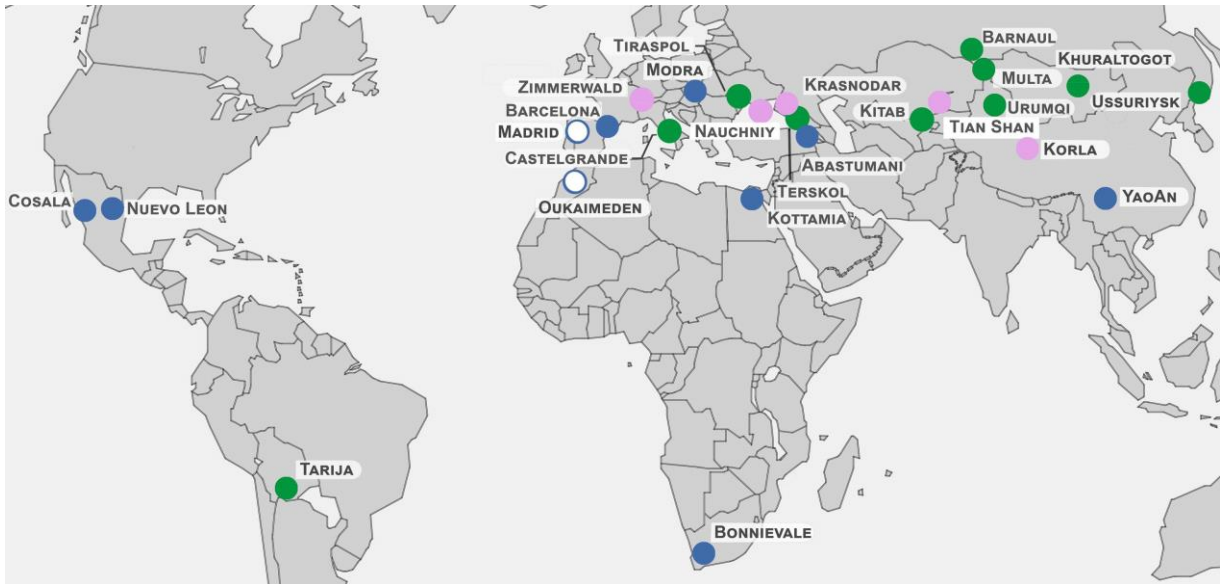 BARNAUL
TIRASPOL
KHURALTOGOT
MODRA
MULTA
ZIMMERWALD
KRASNODAR
BARCELONA
KITAB
URUMQI
USSURIYSK
MADRID
NAUCHNIY
TIAN SHAN
CASTELGRANDE
KORLA
ABASTUMANI
TERSKOL
COSALA
NUEVO LEON
OUKAIMEDEN
KOTTAMIA
YAOAN
TARIJA
BONNIEVALE